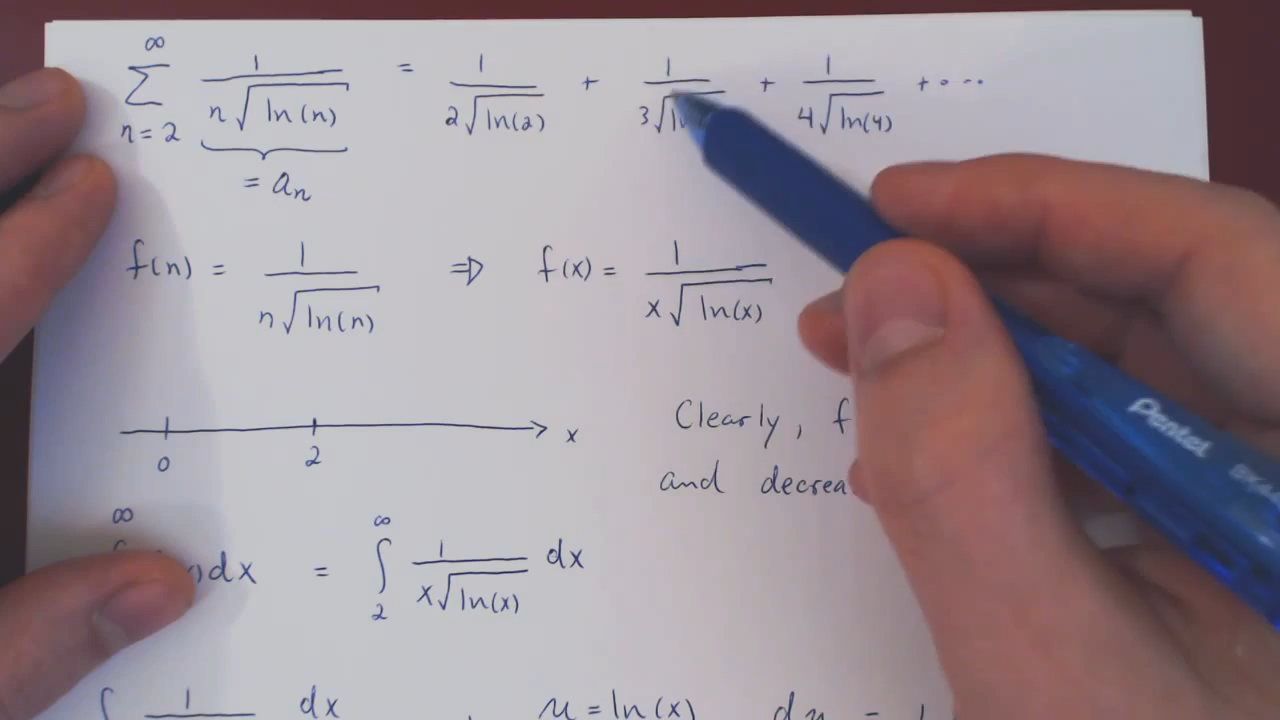 ∞
∑ 1/(n√ln(n)) = 1/(2√ln(2)) + 1/(3√ + 1/(4√ln(4)) + ...
n=2
= aₙ
f(n) = 1/(n√ln(n)) ⇒ f(x) = 1/(x√ln(x))
0 2 x
Clearly, f
and
∞ ∞
dx = ∫ 1/(x√ln(x)) dx
2
∫ 1 dx u = ln(x) du = 1
Pentel